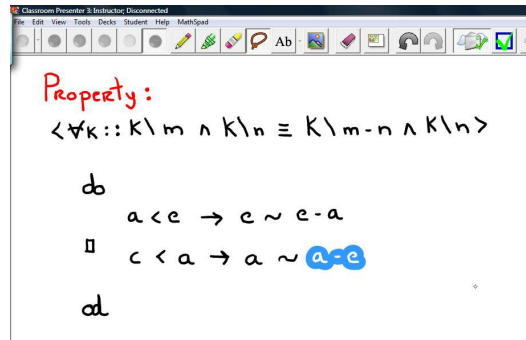 Classroom Presenter 3: Instructor; Disconnected
File Edit View Tools Decks Student Help MathSpad
Ab
Property:
<∀K:: K\m ∧ K\n ≡ K\m-n ∧ K\n>
do
a < c → c ~ c-a
▯ c < a → a ~ a-c
od